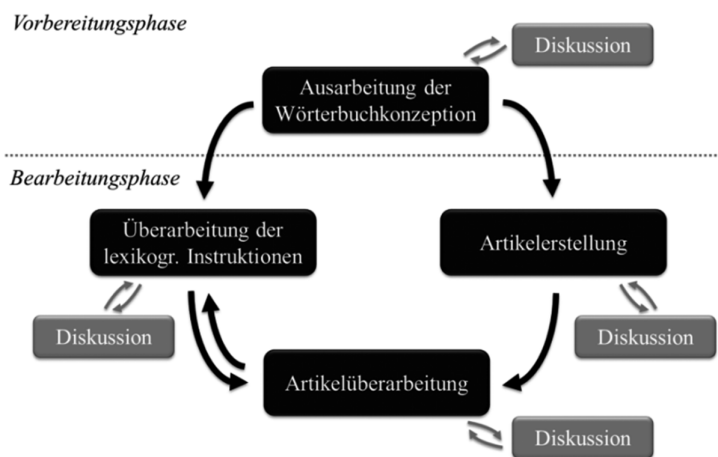 Vorbereitungsphase
Diskussion
Ausarbeitung der
Wörterbuchkonzeption
Bearbeitungsphase
Überarbeitung der
lexikogr. Instruktionen
Artikelerstellung
Diskussion
Diskussion
Artikelüberarbeitung
Diskussion